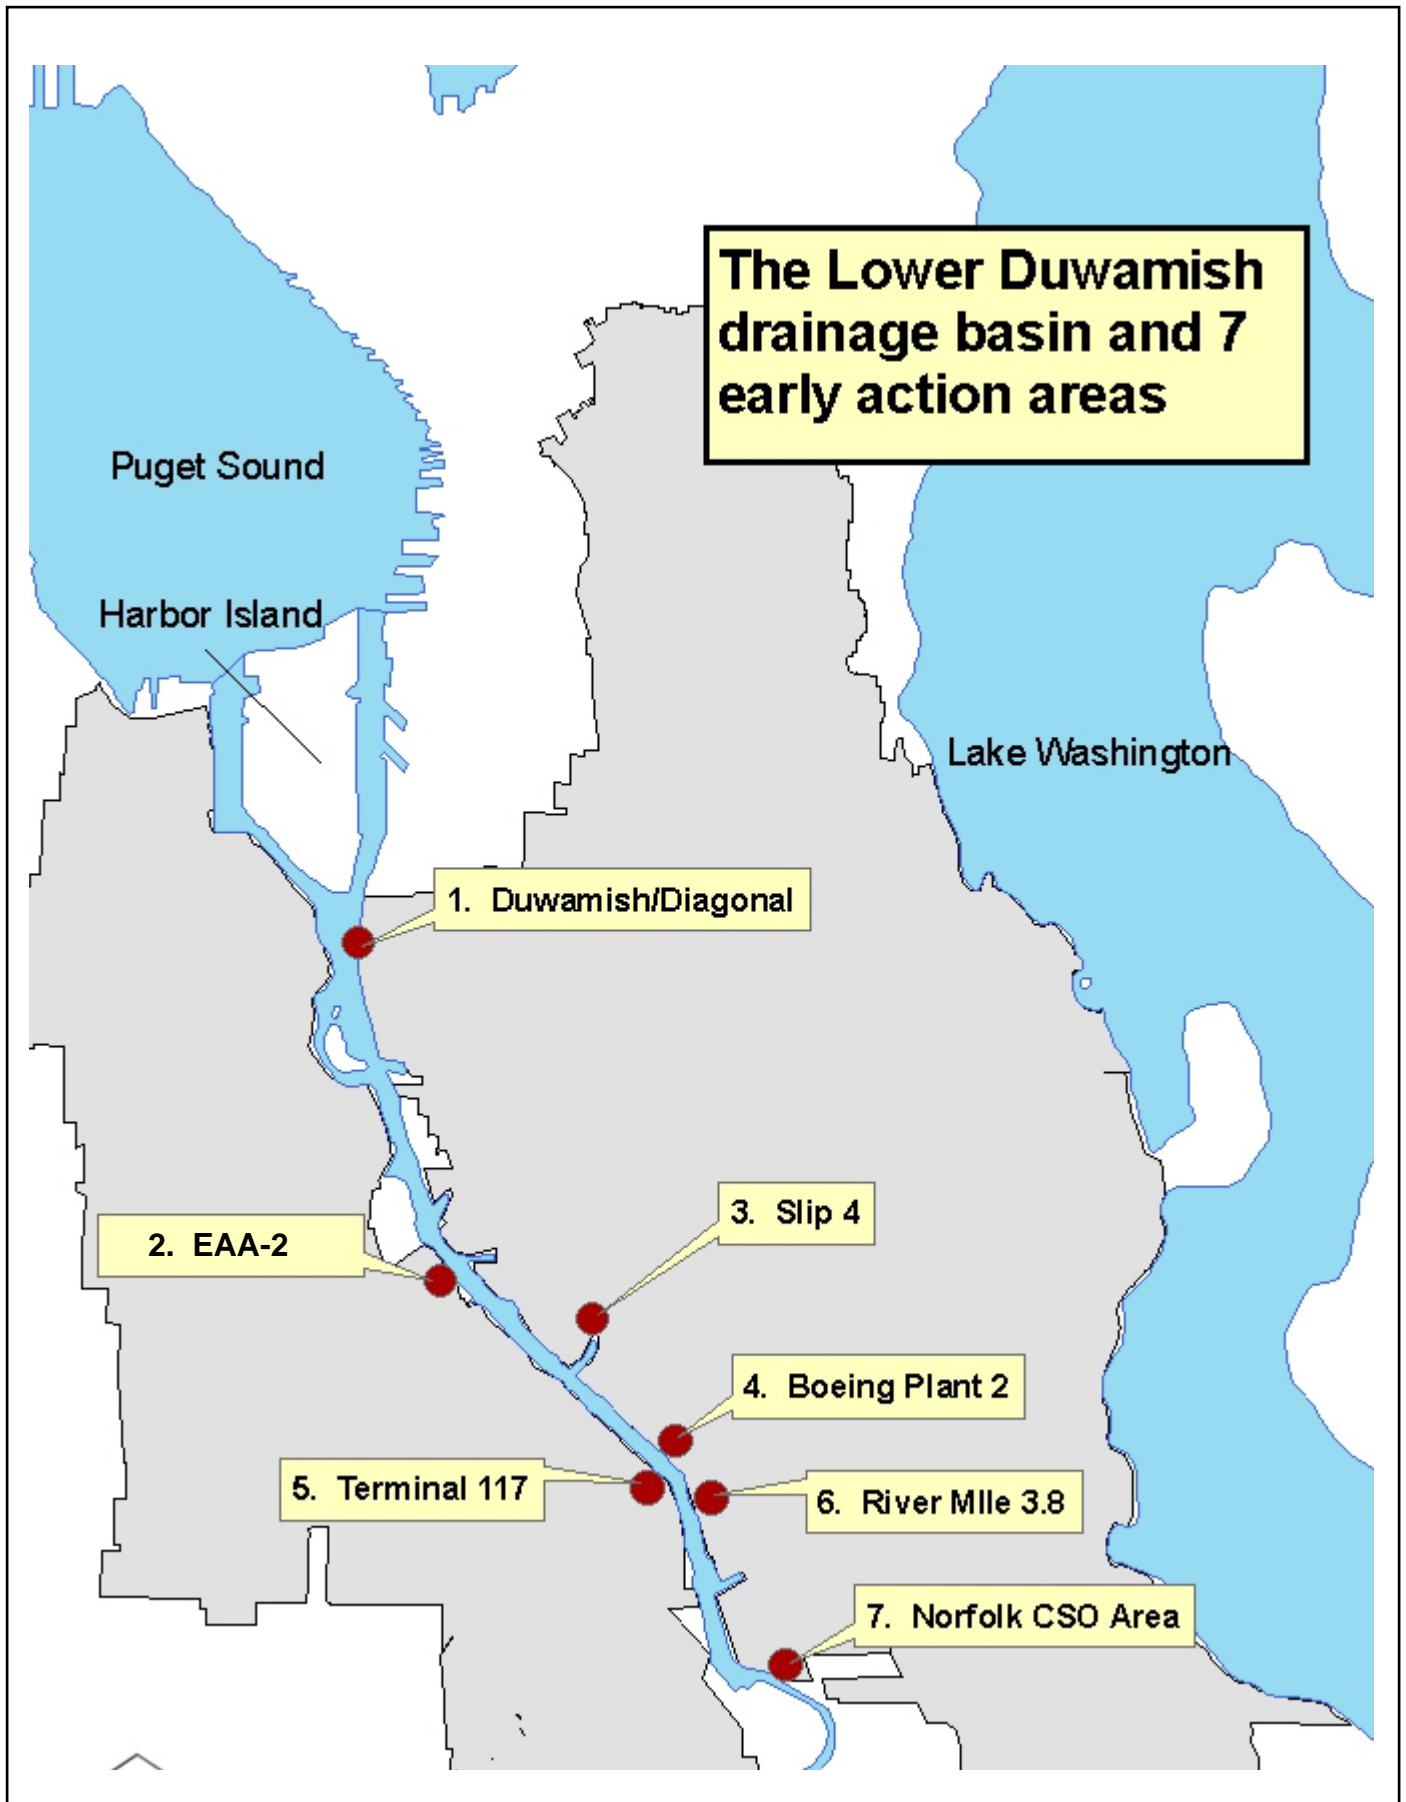 The Lower Duwamish
drainage basin and 7
early action areas
Puget Sound
Harbor Island
Lake Washington
1. Duwamish/Diagonal
2. EAA-2
3. Slip 4
4. Boeing Plant 2
5. Terminal 117
6. River MIle 3.8
7. Norfolk CSO Area